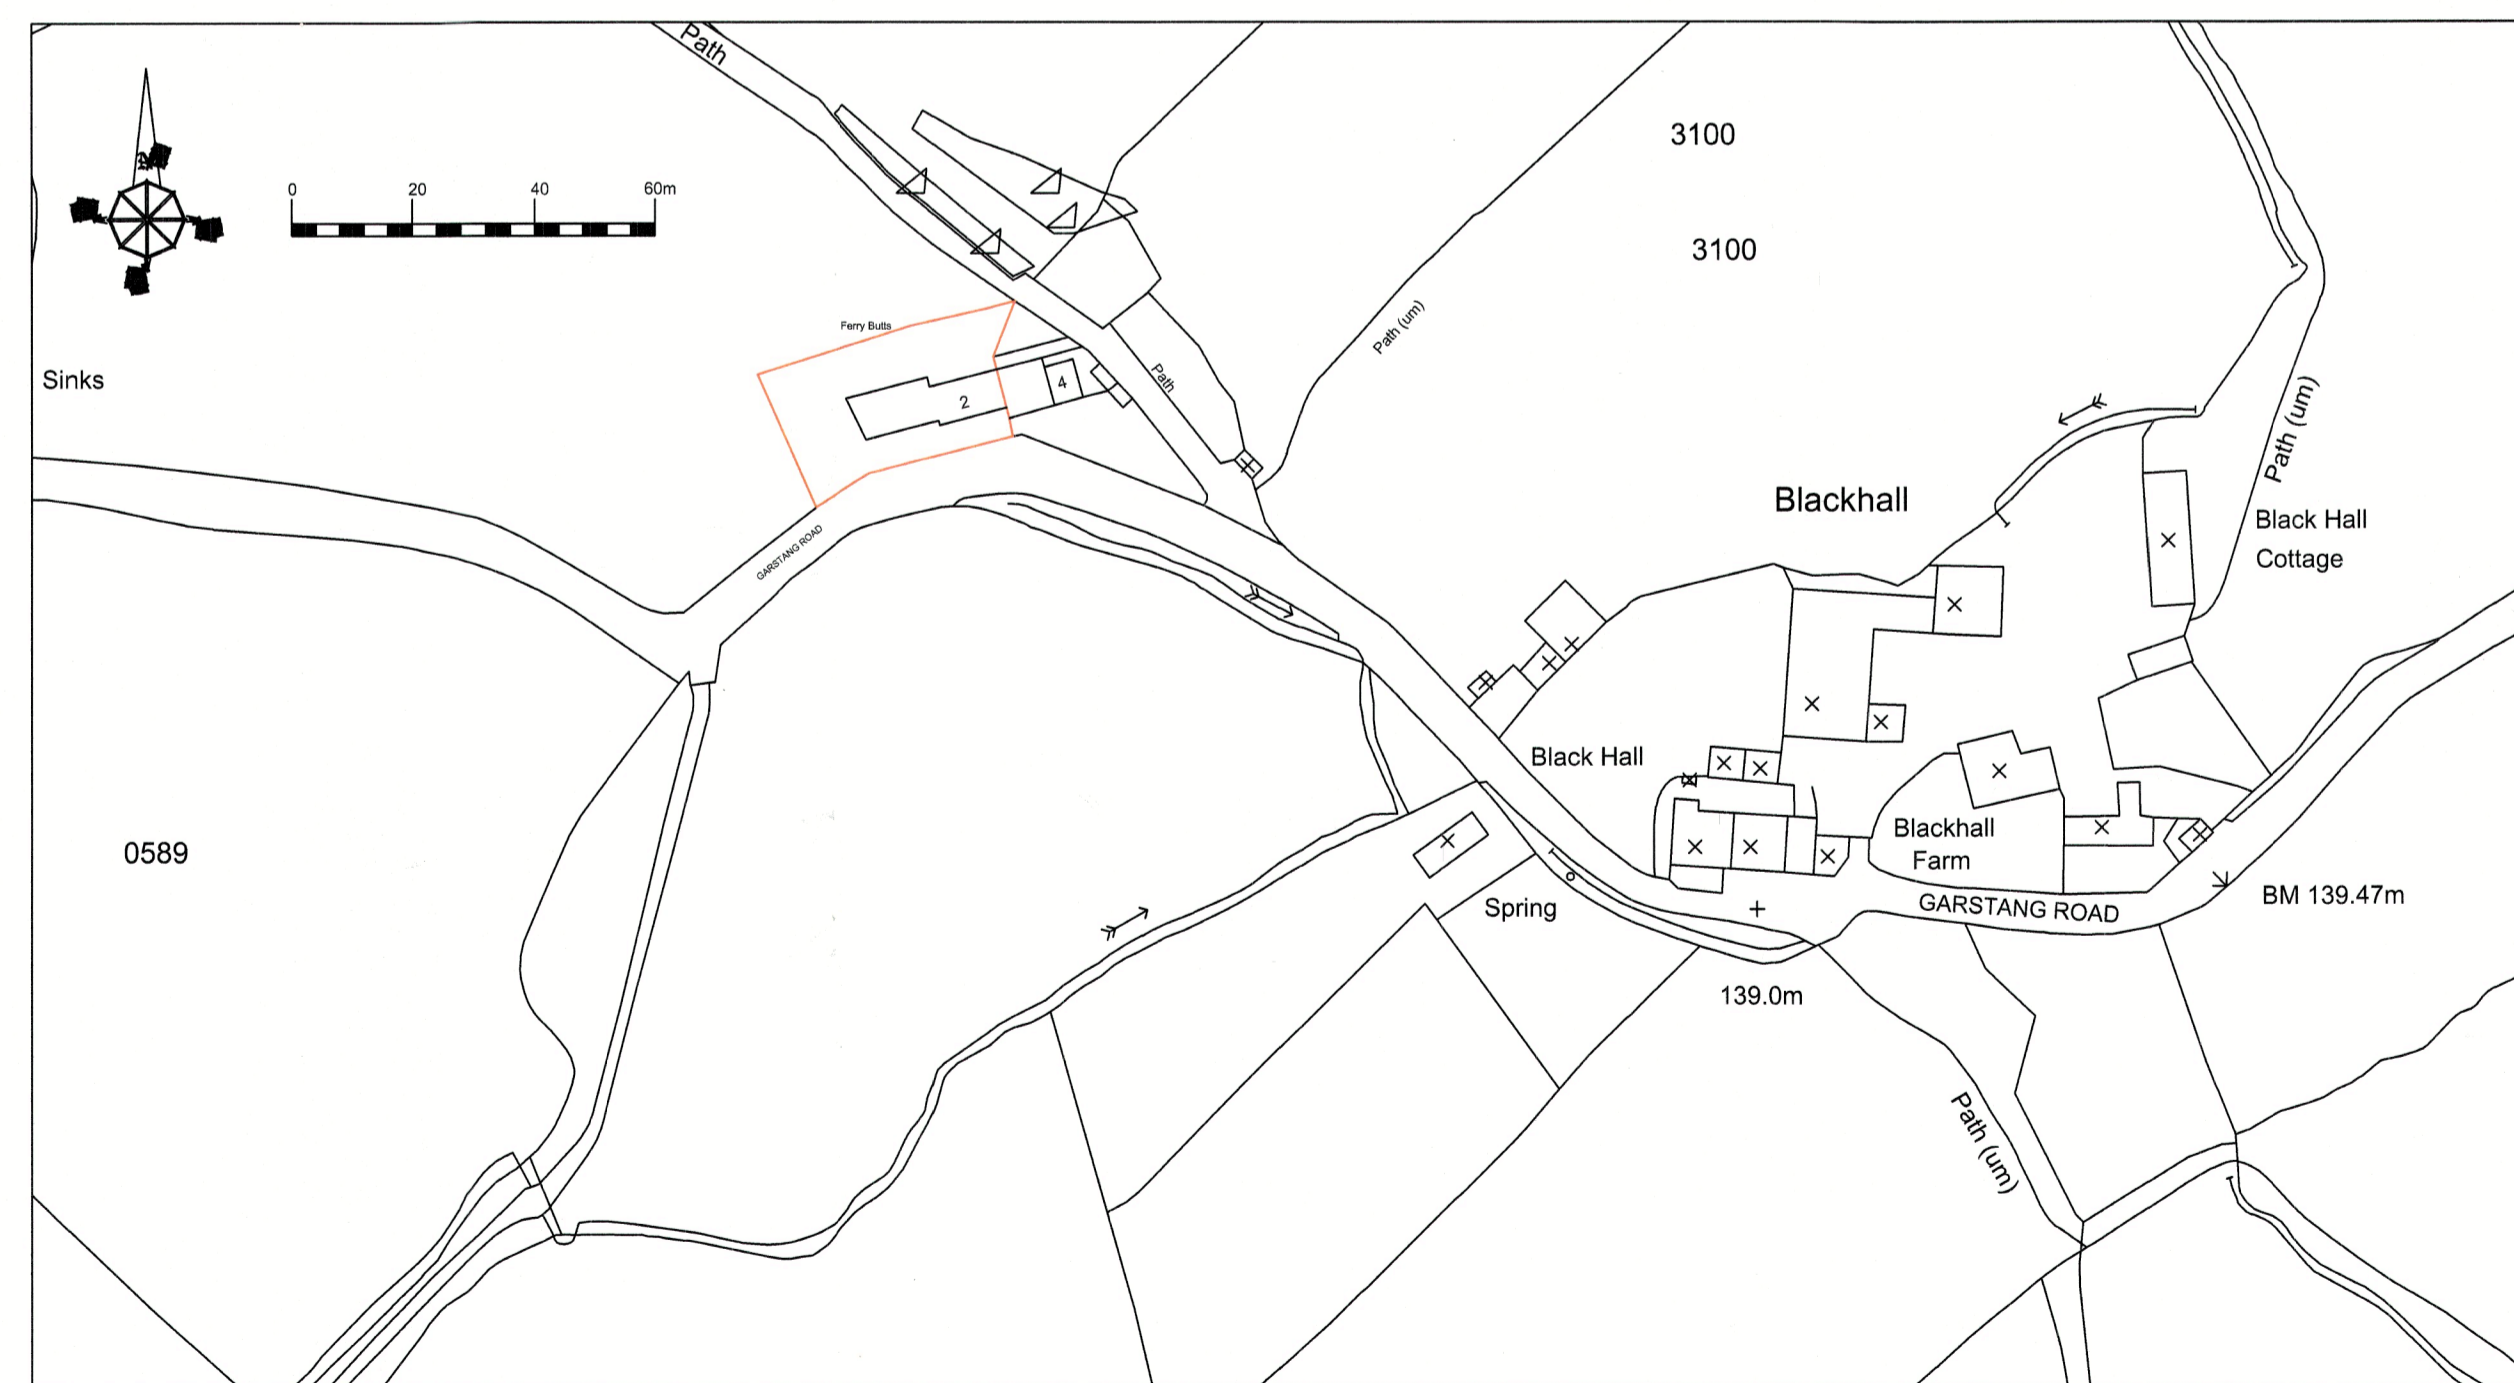 Path
N
0 20 40 60m
3100
3100
Ferry Butts
Path (um)
Sinks
2
4
Path
Path (um)
Blackhall
Black Hall
Cottage
GARSTANG ROAD
Black Hall
0589
Blackhall
Farm
Spring
GARSTANG ROAD
BM 139.47m
139.0m
Path (um)